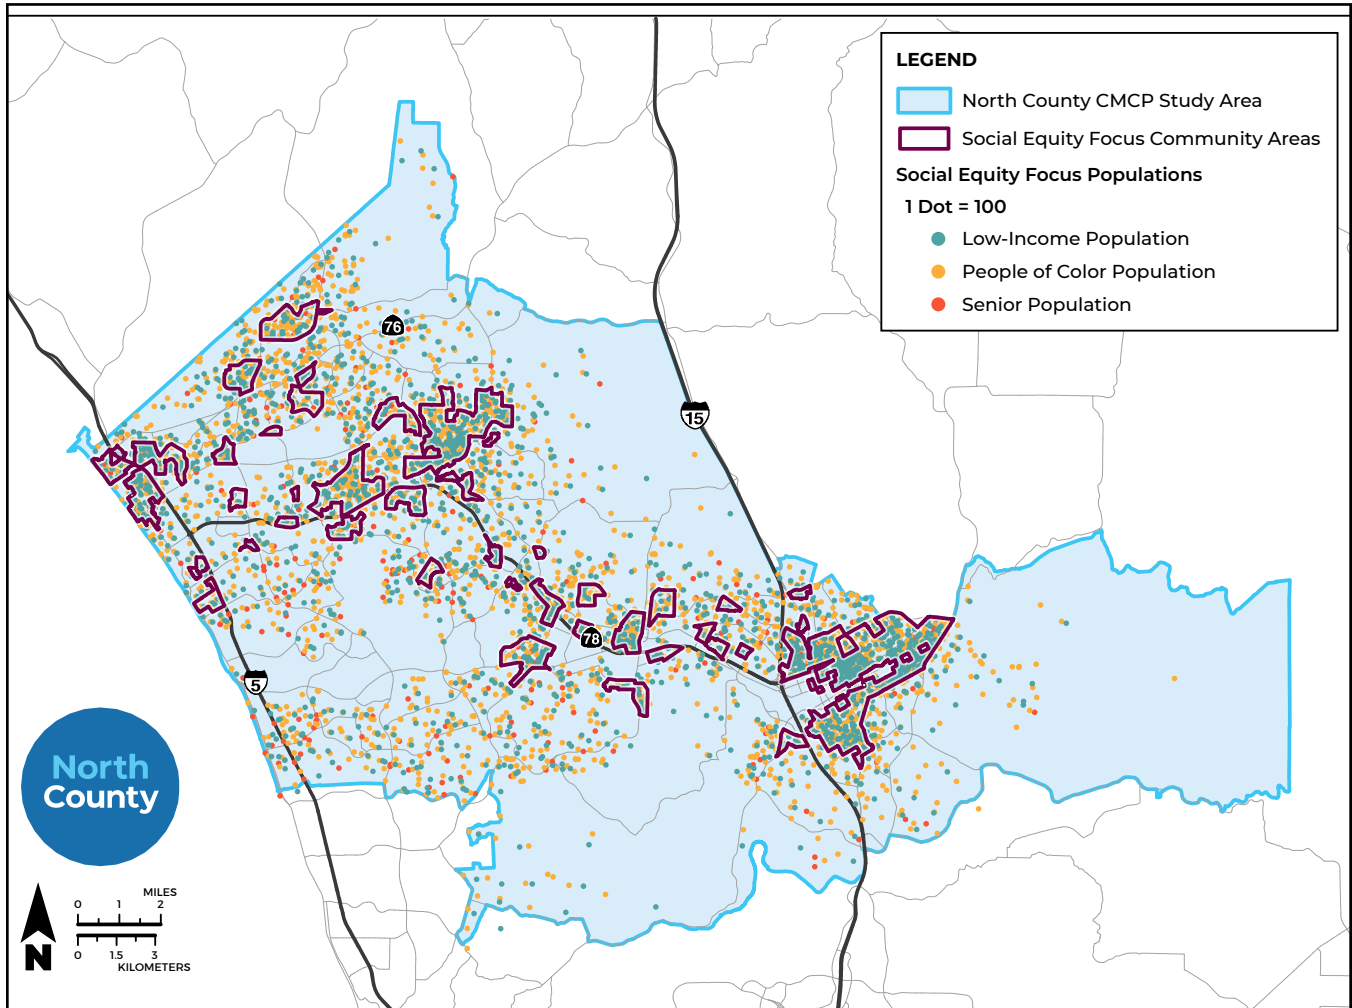 LEGEND
North County CMCP Study Area
Social Equity Focus Community Areas
Social Equity Focus Populations
1 Dot = 100
Low-Income Population
People of Color Population
Senior Population
76
15
78
5
North
County
MILES
0 1 2
0 1.5 3
KILOMETERS
N